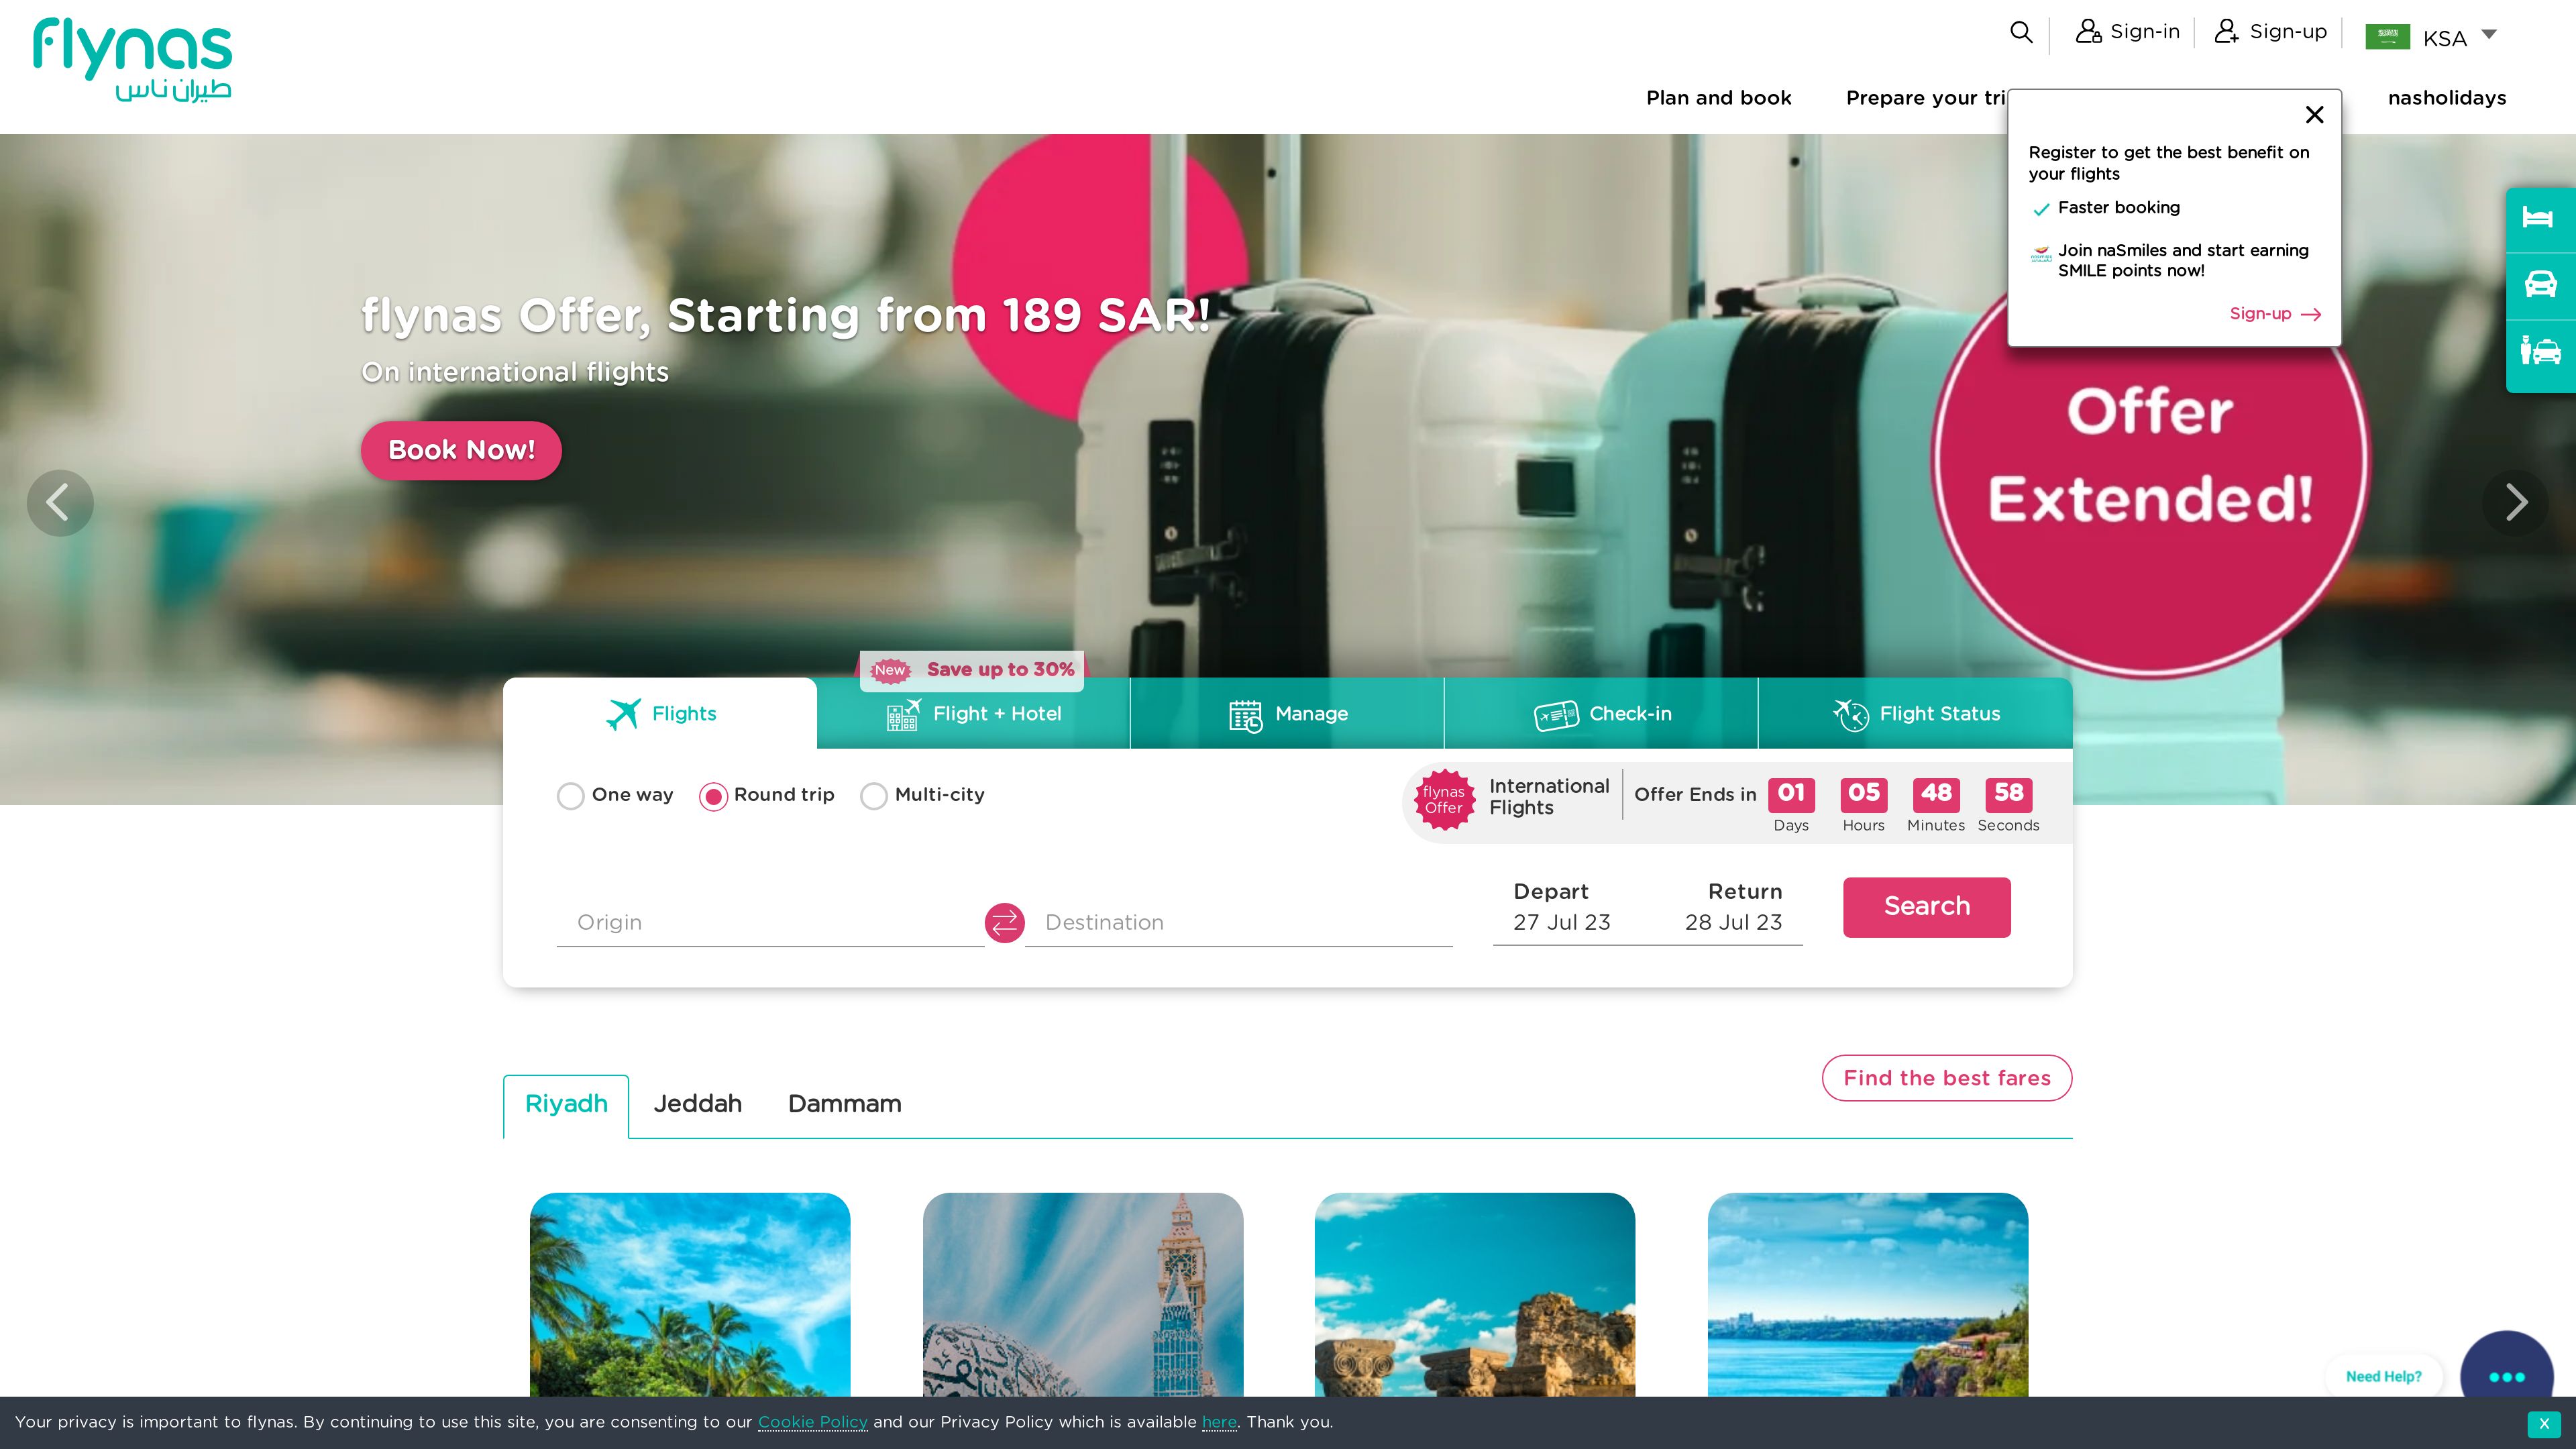 flynas
طيران ناس
Sign-in
Sign-up
KSA
Plan and book
Prepare your tri
nasholidays
Register to get the best benefit on
your flights
Faster booking
Join naSmiles and start earning
SMILE points now!
Sign-up
flynas Offer, Starting from 189 SAR!
On international flights
Book Now!
Offer
Extended!
New
Save up to 30%
Flights
Flight + Hotel
Manage
Check-in
Flight Status
One way
Round trip
Multi-city
flynas
Offer
International
Flights
Offer Ends in
01
05
48
58
Days
Hours
Minutes
Seconds
Origin
Destination
Depart
Return
27 Jul 23
28 Jul 23
Search
Find the best fares
Riyadh
Jeddah
Dammam
Need Help?
Your privacy is important to flynas. By continuing to use this site, you are consenting to our Cookie Policy and our Privacy Policy which is available here. Thank you.
X